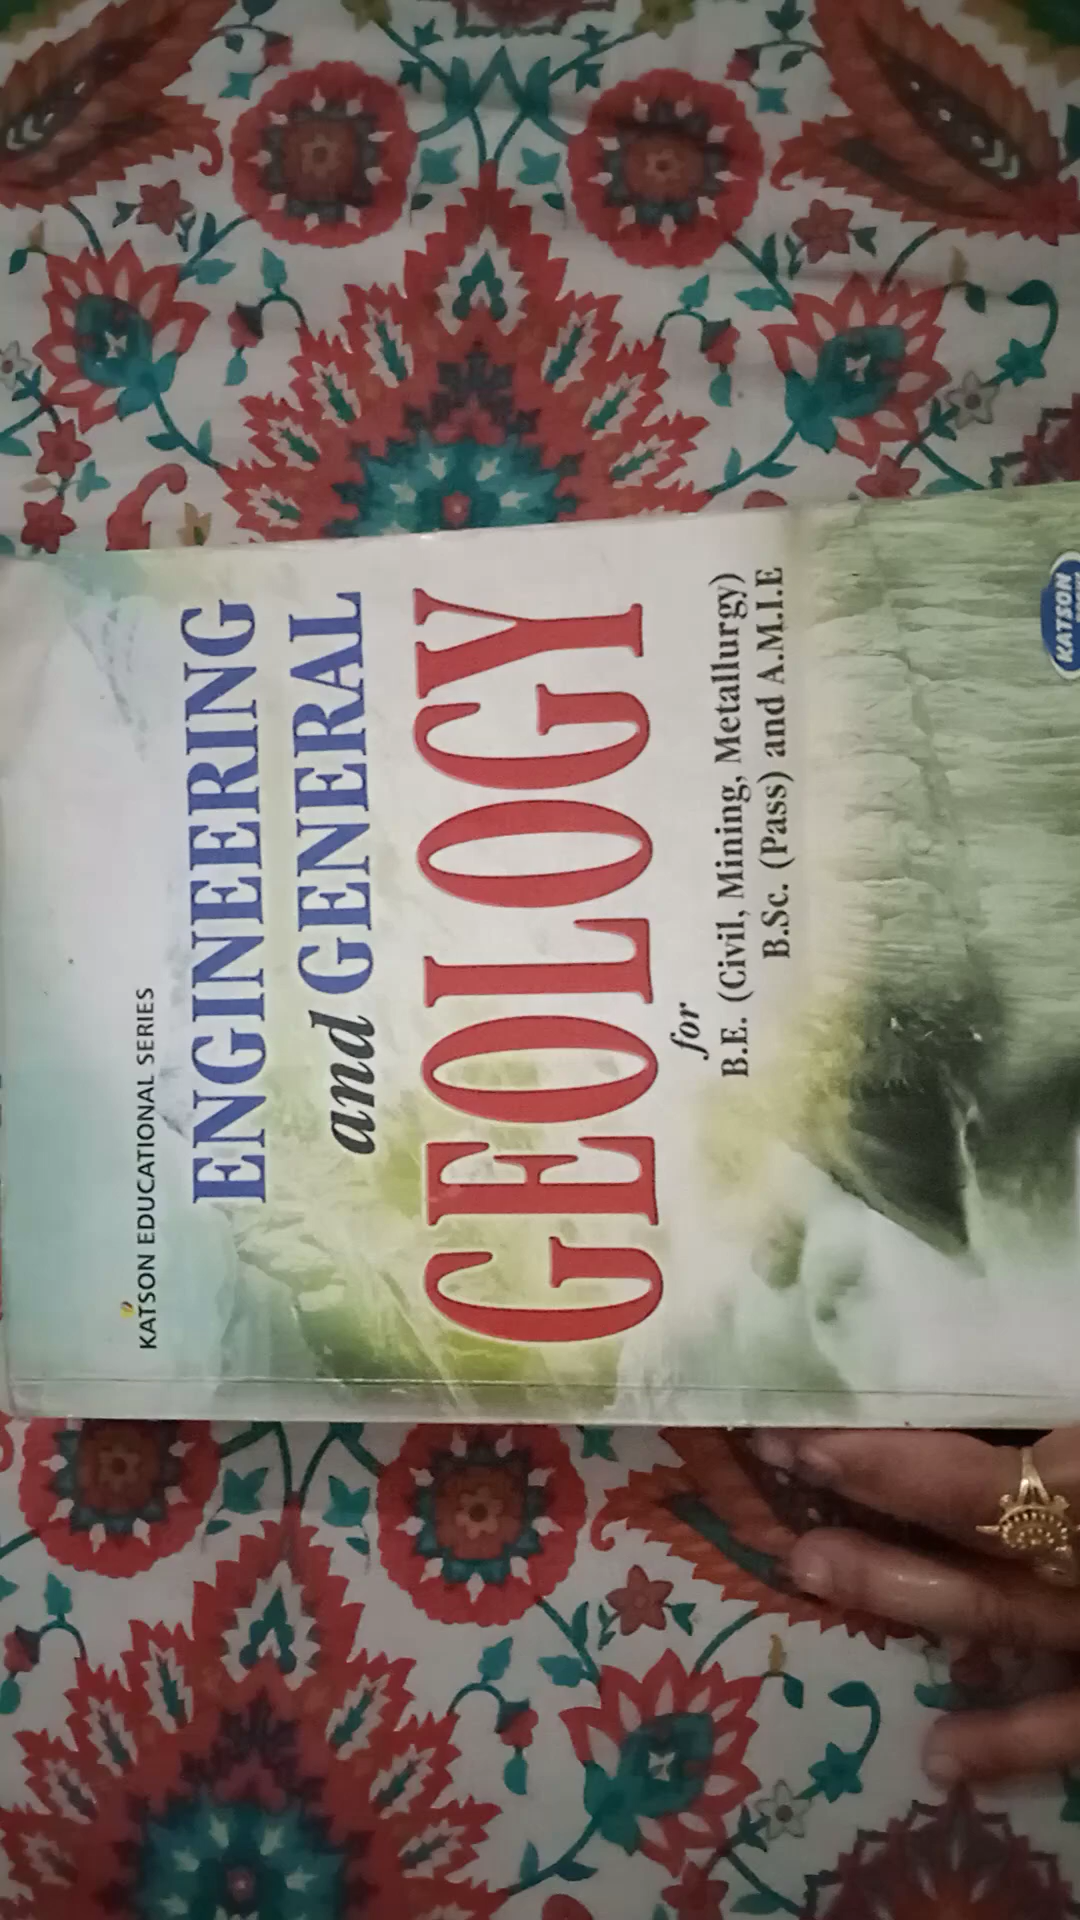 KATSON EDUCATIONAL SERIES
ENGINEERING
and GENERAL
GEOLOGY
for
B.E. (Civil, Mining, Metallurgy)
B.Sc. (Pass) and A.M.I.E
KATSON